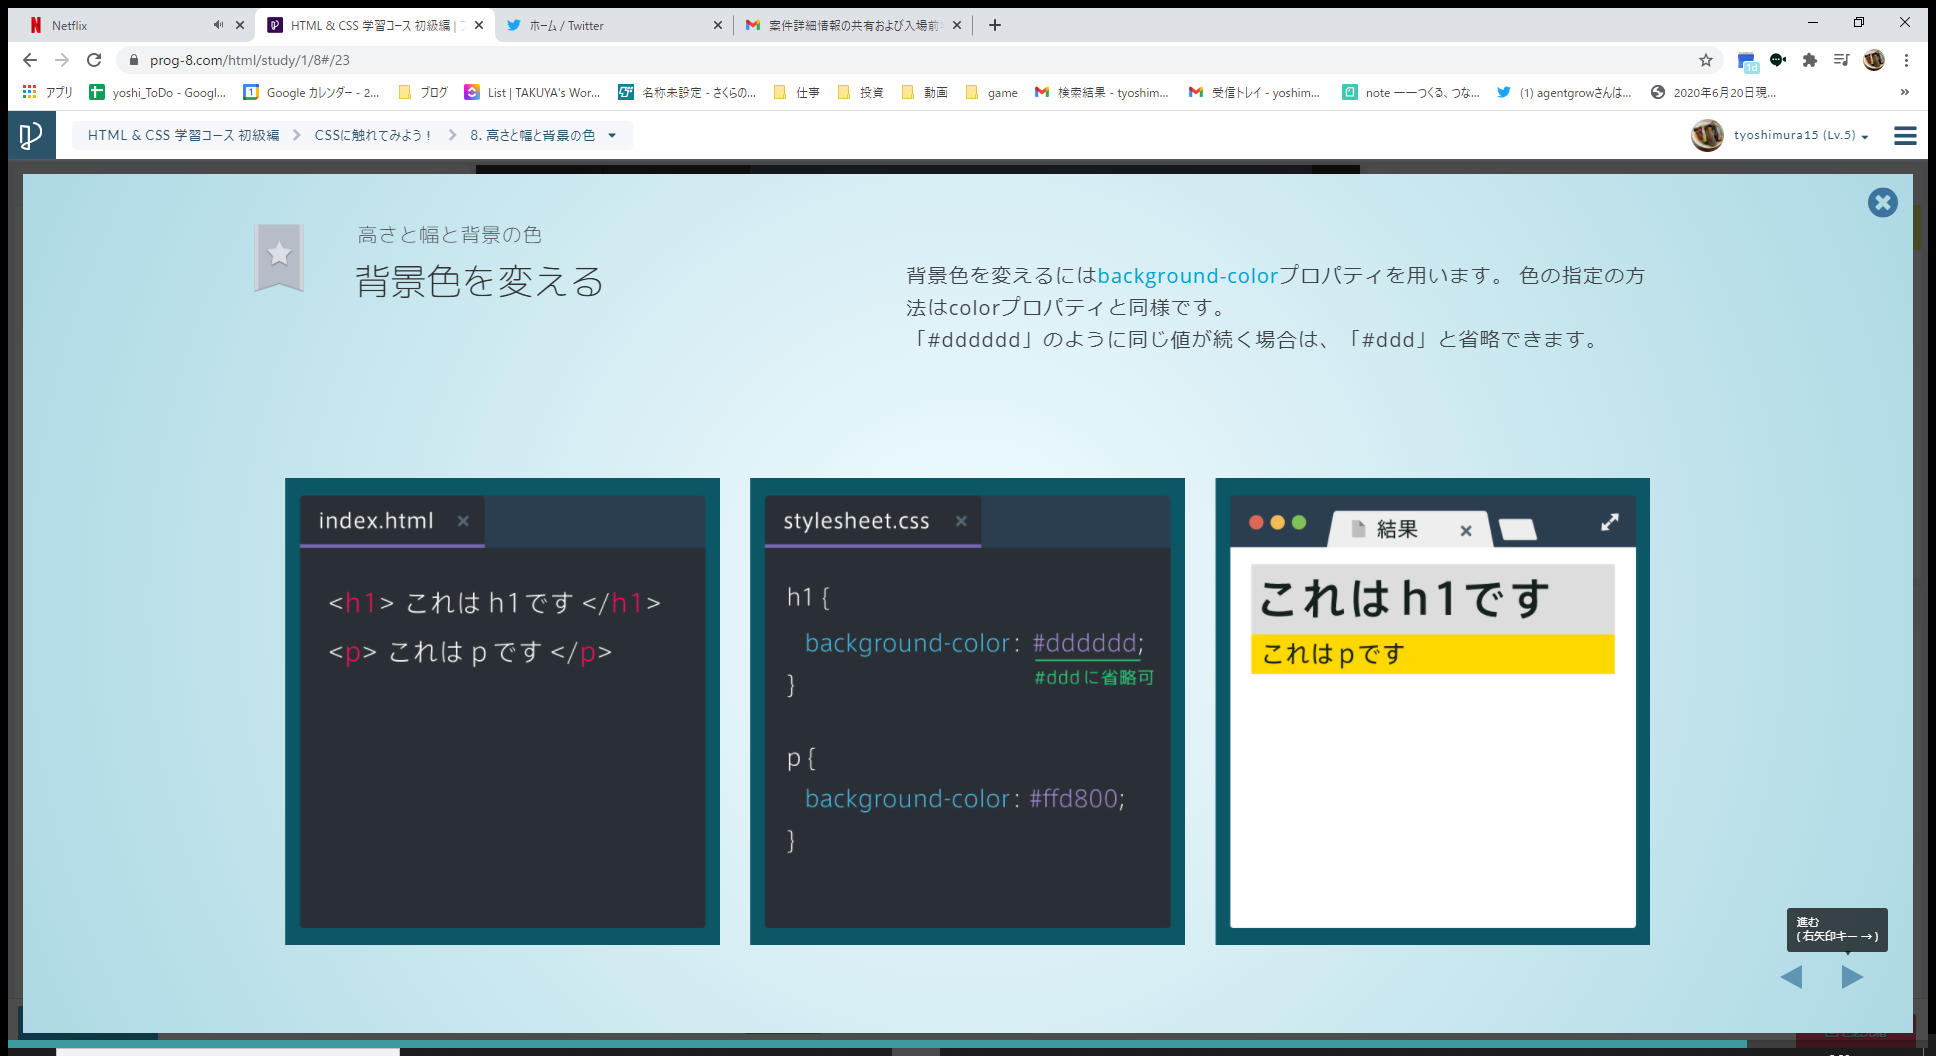 Netflix
HTML & CSS 学習コース 初級編 |
ホーム / Twitter
案件詳細情報の共有および入場前
prog-8.com/html/study/1/8#/23
1d
アプリ
yoshi_ToDo - Googl...
1
Google カレンダー - 2...
ブログ
List | TAKUYA's Wor...
名称未設定 - さくらの...
仕事
投資
動画
game
検索結果 - tyoshim...
受信トレイ - yoshim...
note ーーつくる、つな...
(1) agentgrowさんは...
2020年6月20日現...
»
HTML & CSS 学習コース 初級編
CSSに触れてみよう！
8. 高さと幅と背景の色
tyoshimura15 (Lv.5)
高さと幅と背景の色
背景色を変える
背景色を変えるにはbackground-colorプロパティを用います。 色の指定の方
法はcolorプロパティと同様です。
「#dddddd」のように同じ値が続く場合は、「#ddd」と省略できます。
index.html
<h1> これは h1 です </h1>
<p> これは p です </p>
stylesheet.css
h1 {
background-color : #dddddd;
#ddd に省略可
}
p {
background-color : #ffd800;
}
結果
これは h1 です
これは p です
進む
( 右矢印キー → )